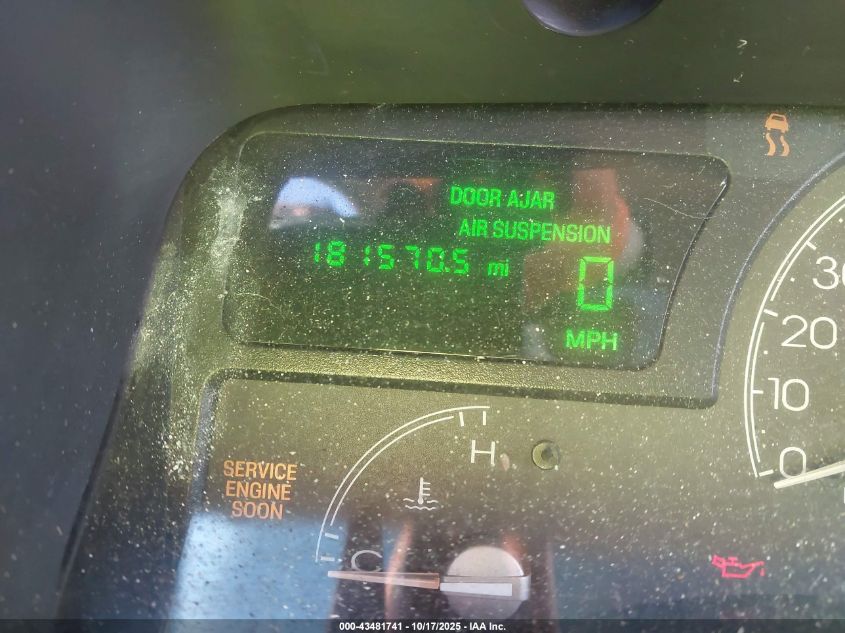 DOOR AJAR
AIR SUSPENSION
181570.5 mi
0
MPH
30
20
10
0
H
SERVICE
ENGINE
SOON
C
000-43481741 - 10/17/2025 - IAA Inc.